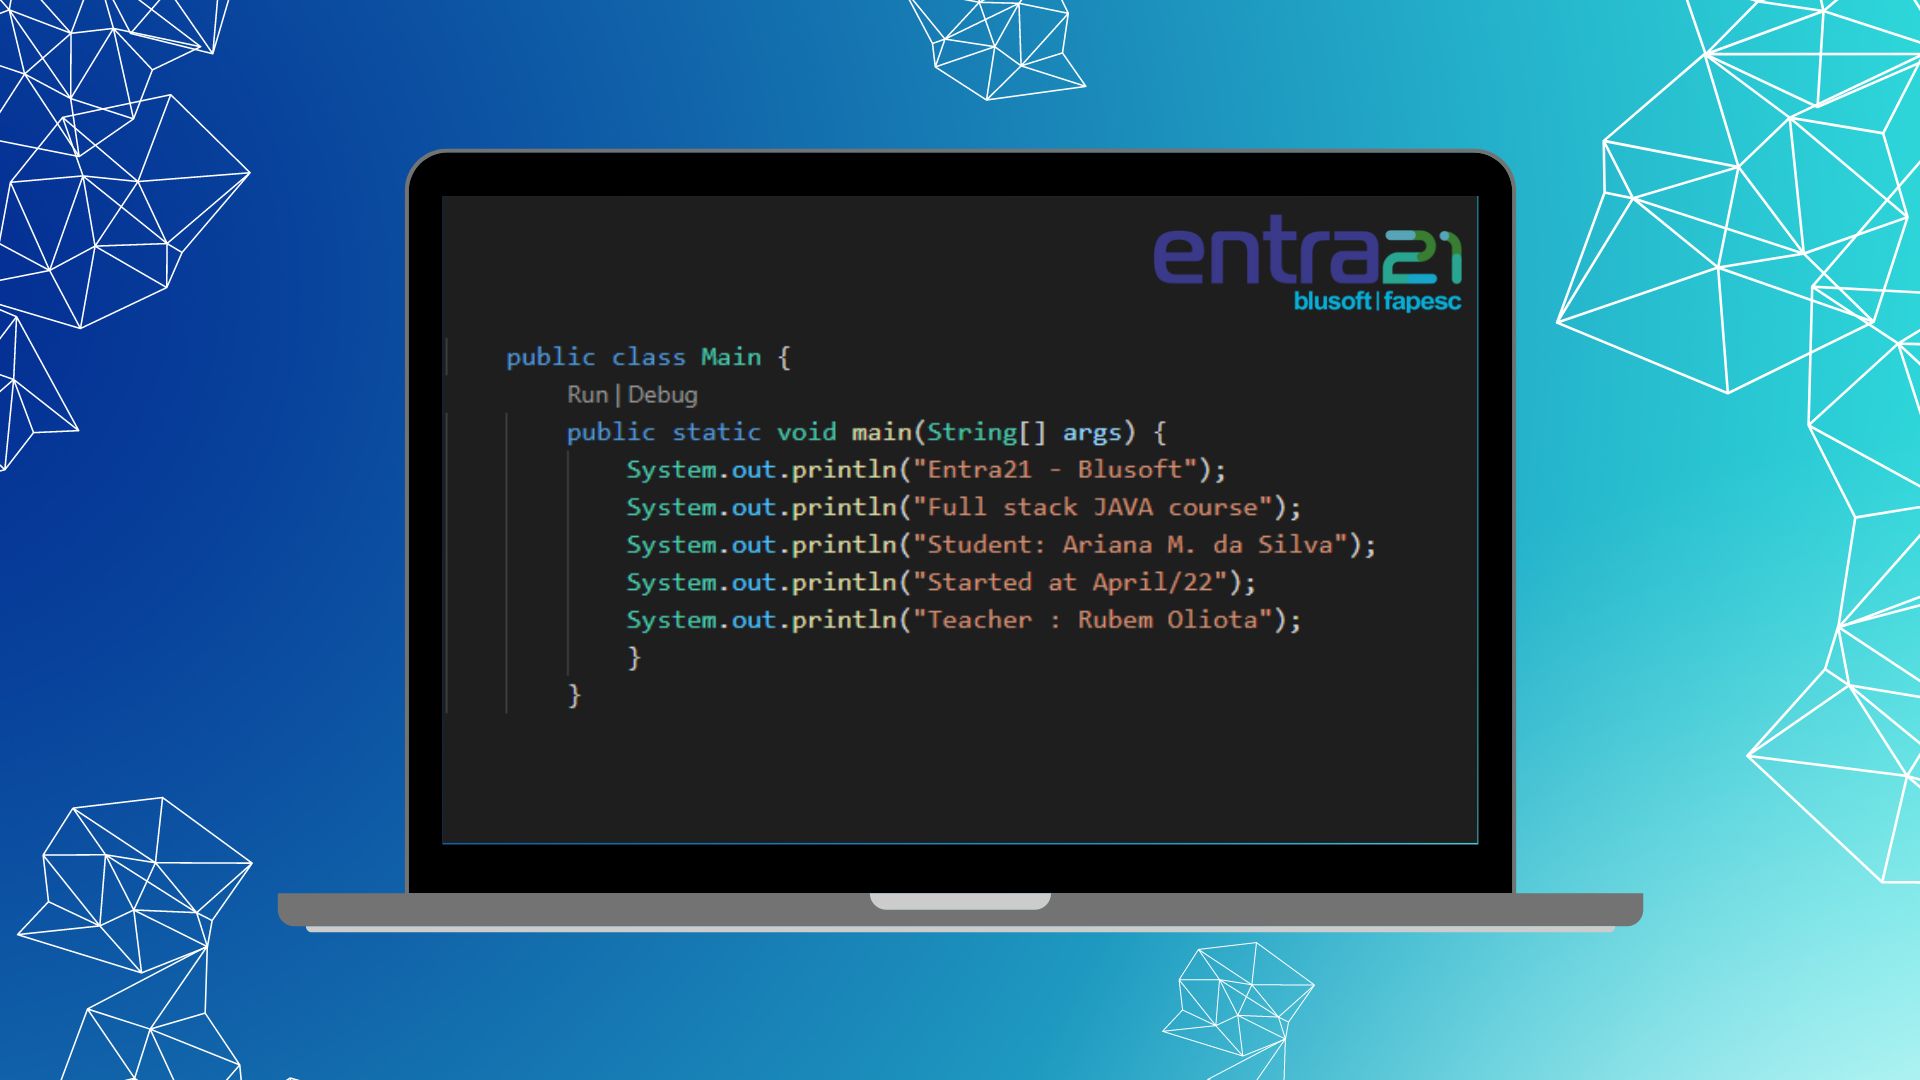 entra21
blusoft|fapesc
public class Main {
Run | Debug
public static void main(String[] args) {
System.out.println("Entra21 - Blusoft");
System.out.println("Full stack JAVA course");
System.out.println("Student: Ariana M. da Silva");
System.out.println("Started at April/22");
System.out.println("Teacher : Rubem Oliota");
}
}